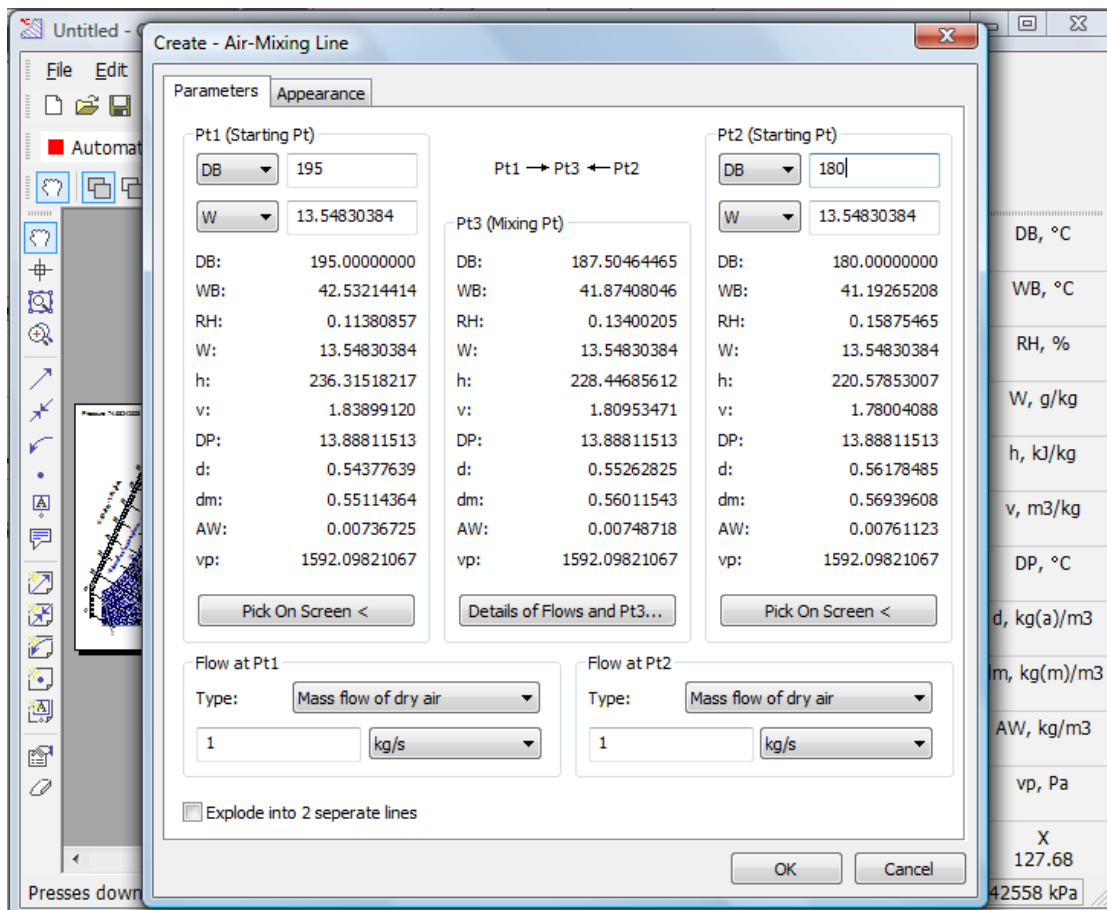 Untitled -
Create - Air-Mixing Line
File Edit
Automat
Parameters Appearance
Pt1 (Starting Pt)
DB 195
W 13.54830384
DB: 195.00000000
WB: 42.53214414
RH: 0.11380857
W: 13.54830384
h: 236.31518217
v: 1.83899120
DP: 13.88811513
d: 0.54377639
dm: 0.55114364
AW: 0.00736725
vp: 1592.09821067
Pick On Screen <
Pt1 → Pt3 ← Pt2
Pt3 (Mixing Pt)
DB: 187.50464465
WB: 41.87408046
RH: 0.13400205
W: 13.54830384
h: 228.44685612
v: 1.80953471
DP: 13.88811513
d: 0.55262825
dm: 0.56011543
AW: 0.00748718
vp: 1592.09821067
Details of Flows and Pt3...
Pt2 (Starting Pt)
DB 180
W 13.54830384
DB: 180.00000000
WB: 41.19265208
RH: 0.15875465
W: 13.54830384
h: 220.57853007
v: 1.78004088
DP: 13.88811513
d: 0.56178485
dm: 0.56939608
AW: 0.00761123
vp: 1592.09821067
Pick On Screen <
Flow at Pt1
Type: Mass flow of dry air
1 kg/s
Flow at Pt2
Type: Mass flow of dry air
1 kg/s
Explode into 2 seperate lines
OK Cancel
DB, °C
WB, °C
RH, %
W, g/kg
h, kJ/kg
v, m3/kg
DP, °C
d, kg(a)/m3
m, kg(m)/m3
AW, kg/m3
vp, Pa
X
127.68
Presses down
42558 kPa